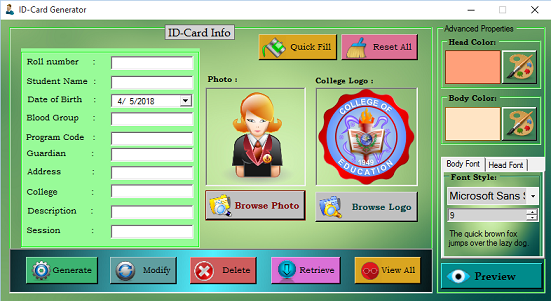 ID-Card Generator
ID-Card Info
Roll number :
Student Name :
Date of Birth : 4/ 5/2018
Blood Group :
Program Code :
Guardian
Address :
College :
Description :
Session :
Quick Fill
Reset All
Photo :
College Logo :
COLLEGE OF
EDUCATION
1949
Browse Photo
Browse Logo
Generate
Modify
Delete
Retrieve
View All
Advanced Properties
Head Color:
Body Color:
Body Font
Head Font
Font Style:
Microsoft Sans S
9
The quick brown fox
jumps over the lazy dog.
Preview